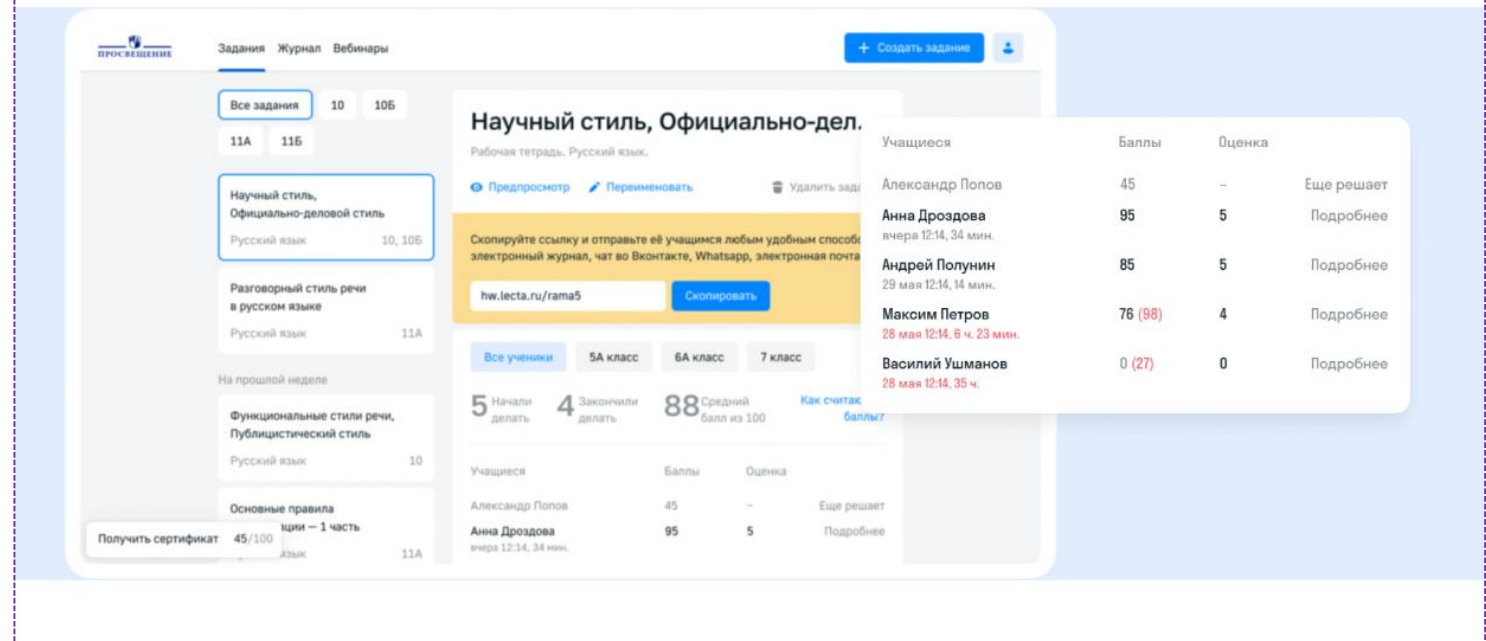 ПРОСВЕЩЕНИЕ
Задания Журнал Вебинары
+ Создать задание
Все задания 10 10Б
11А 11Б
Научный стиль,
Официально-деловой стиль
Русский язык 10, 10Б
Разговорный стиль речи
в русском языке
Русский язык 11А
На прошлой неделе
Функциональные стили речи,
Публицистический стиль
Русский язык 10
Основные правила
— 1 часть
11А
Получить сертификат 45/100
Научный стиль, Официально-дел.
Рабочая тетрадь. Русский язык.
Предпросмотр Переименовать Удалить
Скопируйте ссылку и отправьте её учащимся любым удобным
электронный журнал, чат во Вконтакте, Whatsapp, электронная почта
hw.lecta.ru/rama5 Скопировать
Все ученики 5А класс 6А класс 7 класс
5 Начали делать 4 Закончили делать 88 Средний балл из 100 Как баллы?
Учащиеся Баллы Оценка
Александр Попов 45 – Еще решает
Анна Дроздова 95 5 Подробнее
вчера 12:14, 34 мин.
Учащиеся Баллы Оценка
Александр Попов 45 – Еще решает
Анна Дроздова 95 5 Подробнее
вчера 12:14, 34 мин.
Андрей Полунин 85 5 Подробнее
29 мая 12:14, 14 мин.
Максим Петров 76 (98) 4 Подробнее
28 мая 12:14, 6 ч. 23 мин.
Василий Ушманов 0 (27) 0 Подробнее
28 мая 12:14, 35 ч.